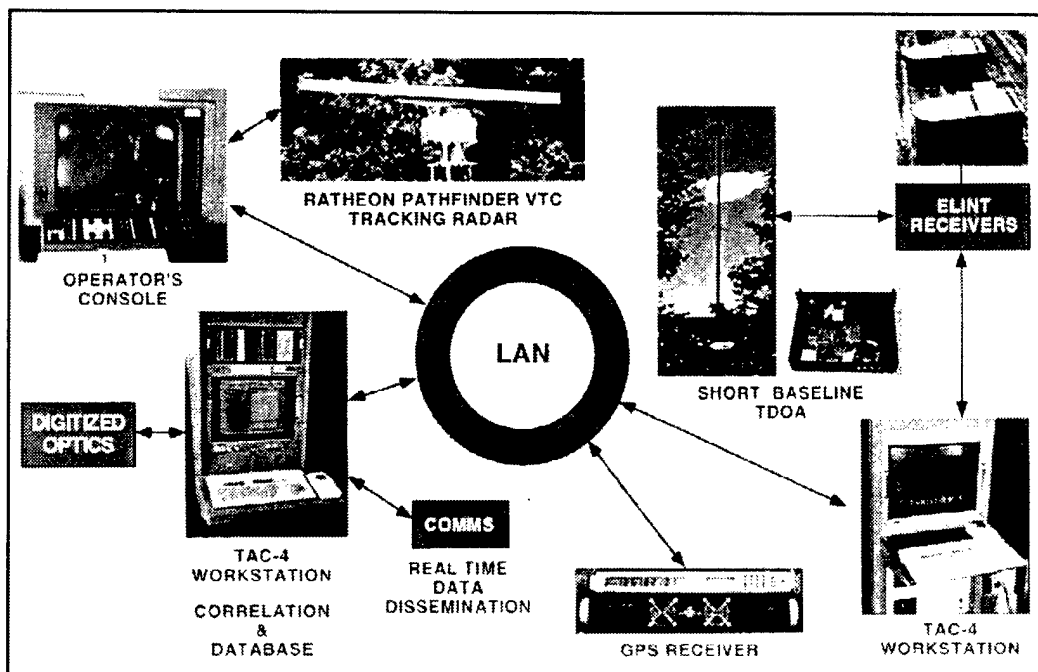 RATHEON PATHFINDER VTC
TRACKING RADAR
OPERATOR'S
CONSOLE
ELINT
RECEIVERS
LAN
SHORT BASELINE
TDOA
DIGITIZED
OPTICS
TAC-4
WORKSTATION
CORRELATION
&
DATABASE
COMMS
REAL TIME
DATA
DISSEMINATION
GPS RECEIVER
TAC-4
WORKSTATION